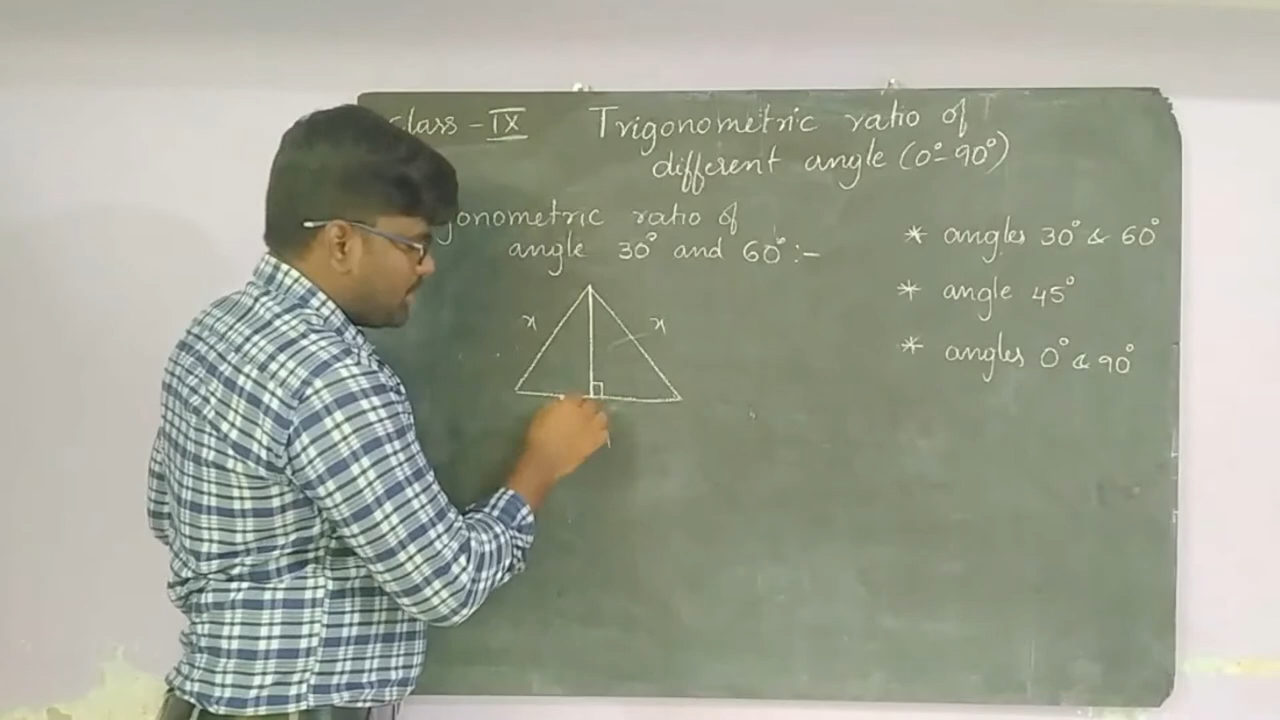 Class - IX
Trigonometric ratio of
different angle (0°-90°)
ratio of
angle 30° and 60° :-
* angles 30° & 60°
* angle 45°
* angles 0° & 90°
x
x